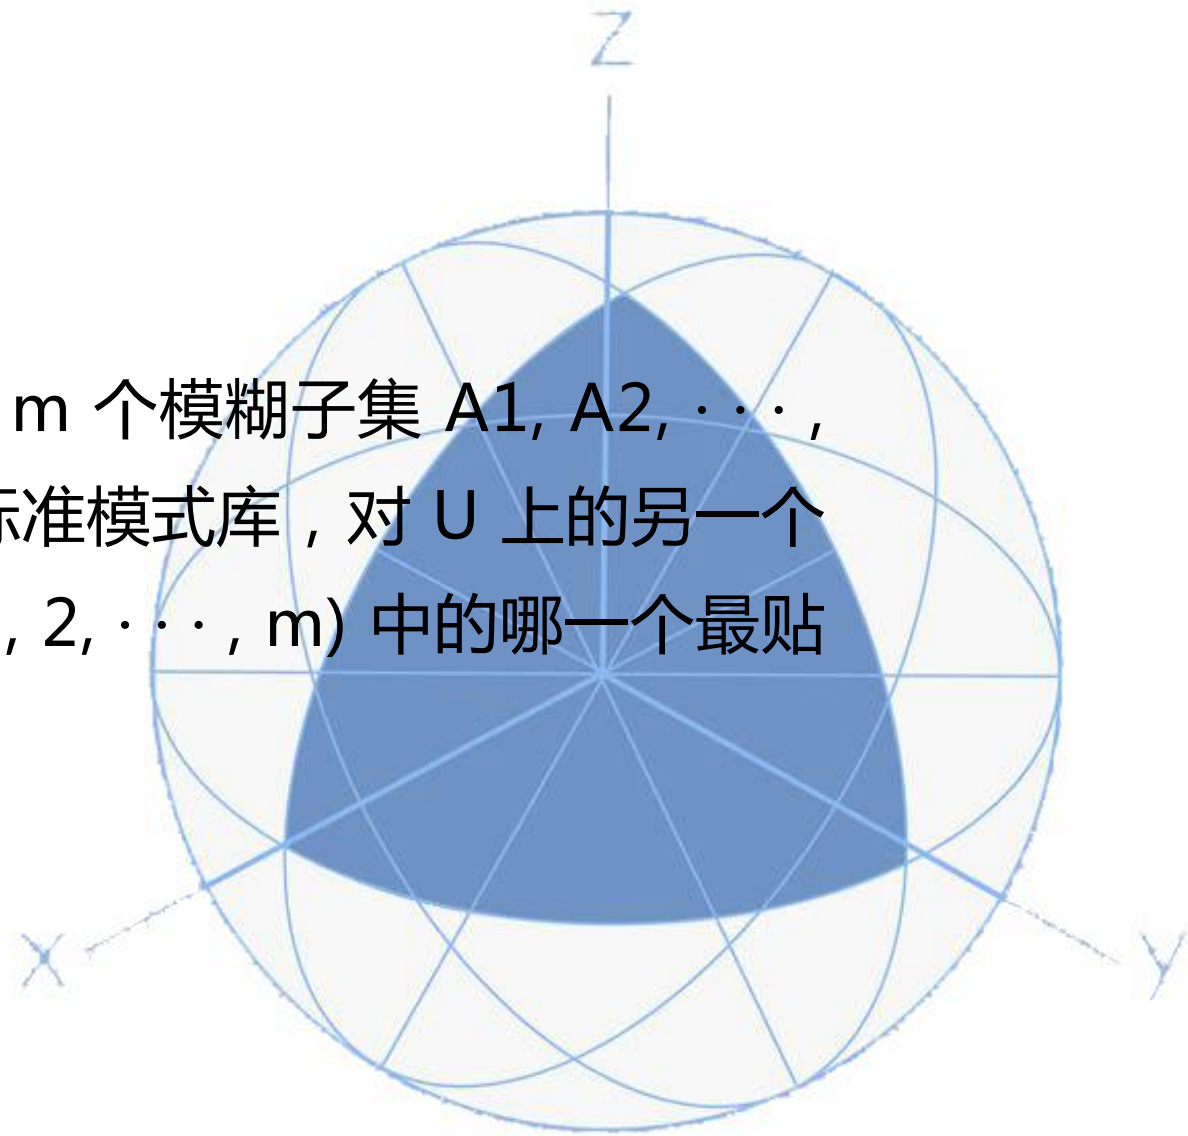 Z
m 个模糊子集 A1, A2, · · · ,
标准模式库，对 U 上的另一个
, 2, · · · , m) 中的哪一个最贴
X
Y